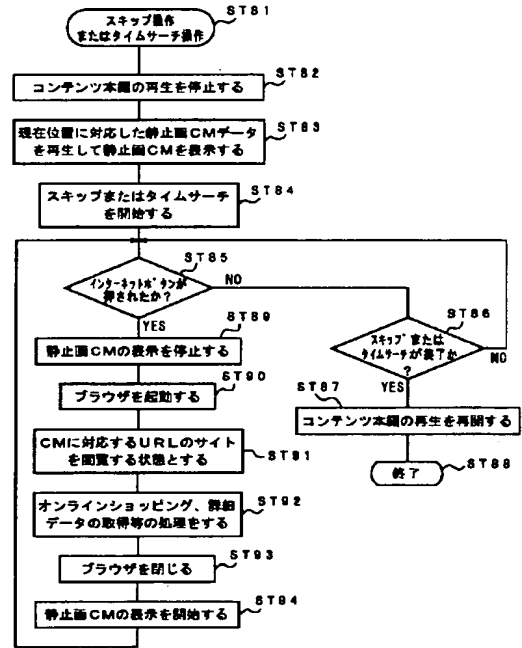 スキップ操作
またはタイムサーチ操作
ST81
コンテンツ本編の再生を停止する
ST82
現在位置に対応した静止画CMデータ
を再生して静止画CMを表示する
ST83
スキップまたはタイムサーチ
を開始する
ST84
インターネットボタンが
押されたか?
ST85
NO
YES
静止画CMの表示を停止する
ST89
ブラウザを起動する
ST90
CMに対応するURLのサイト
を閲覧する状態とする
ST91
オンラインショッピング、詳細
データの取得等の処理をする
ST92
ブラウザを閉じる
ST93
静止画CMの表示を開始する
ST94
スキップまたは
タイムサーチが終了か
?
ST86
NO
YES
ST87
コンテンツ本編の再生を再開する
終了
ST88